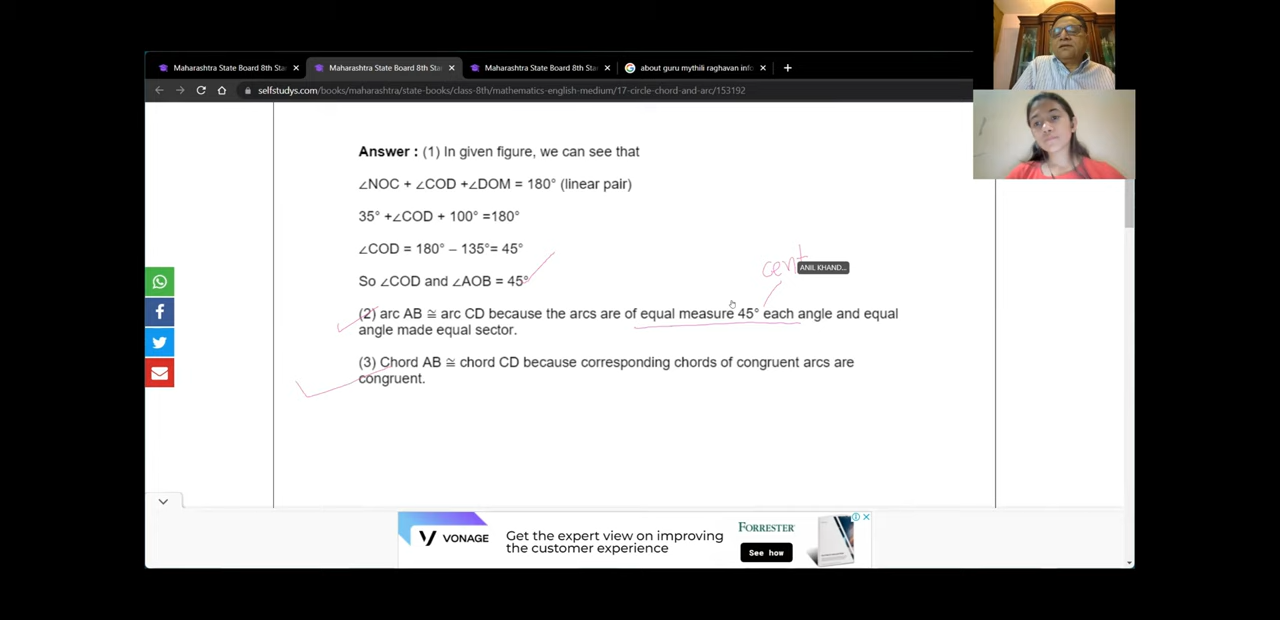 Maharashtra State Board 8th Sta
Maharashtra State Board 8th Sta
Maharashtra State Board 8th Sta
about guru mythili raghavan info
selfstudys.com/books/maharashtra/state-books/class-8th/mathematics-english-medium/17-circle-chord-and-arc/153192
Answer : (1) In given figure, we can see that
∠NOC + ∠COD +∠DOM = 180° (linear pair)
35° +∠COD + 100° =180°
∠COD = 180° – 135°= 45°
cent
ANIL KHAND...
So ∠COD and ∠AOB = 45°
(2) arc AB ≅ arc CD because the arcs are of equal measure 45° each angle and equal
angle made equal sector.
(3) Chord AB ≅ chord CD because corresponding chords of congruent arcs are
congruent.
VONAGE
Get the expert view on improving
the customer experience
FORRESTER
See how